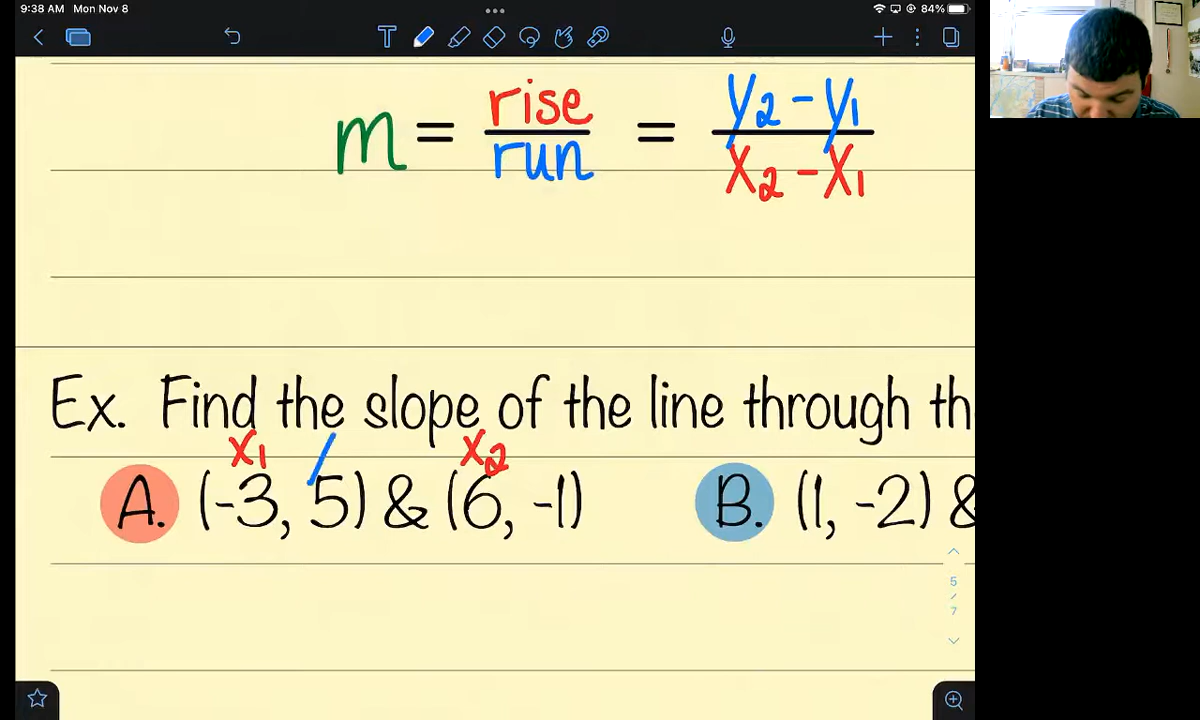 9:38 AM Mon Nov 8
84%
T
m = rise / run = y2 - y1 / x2 - x1
Ex. Find the slope of the line through th
x1 x2
A. (-3, 5) & (6, -1) B. (1, -2) &
5
/
7